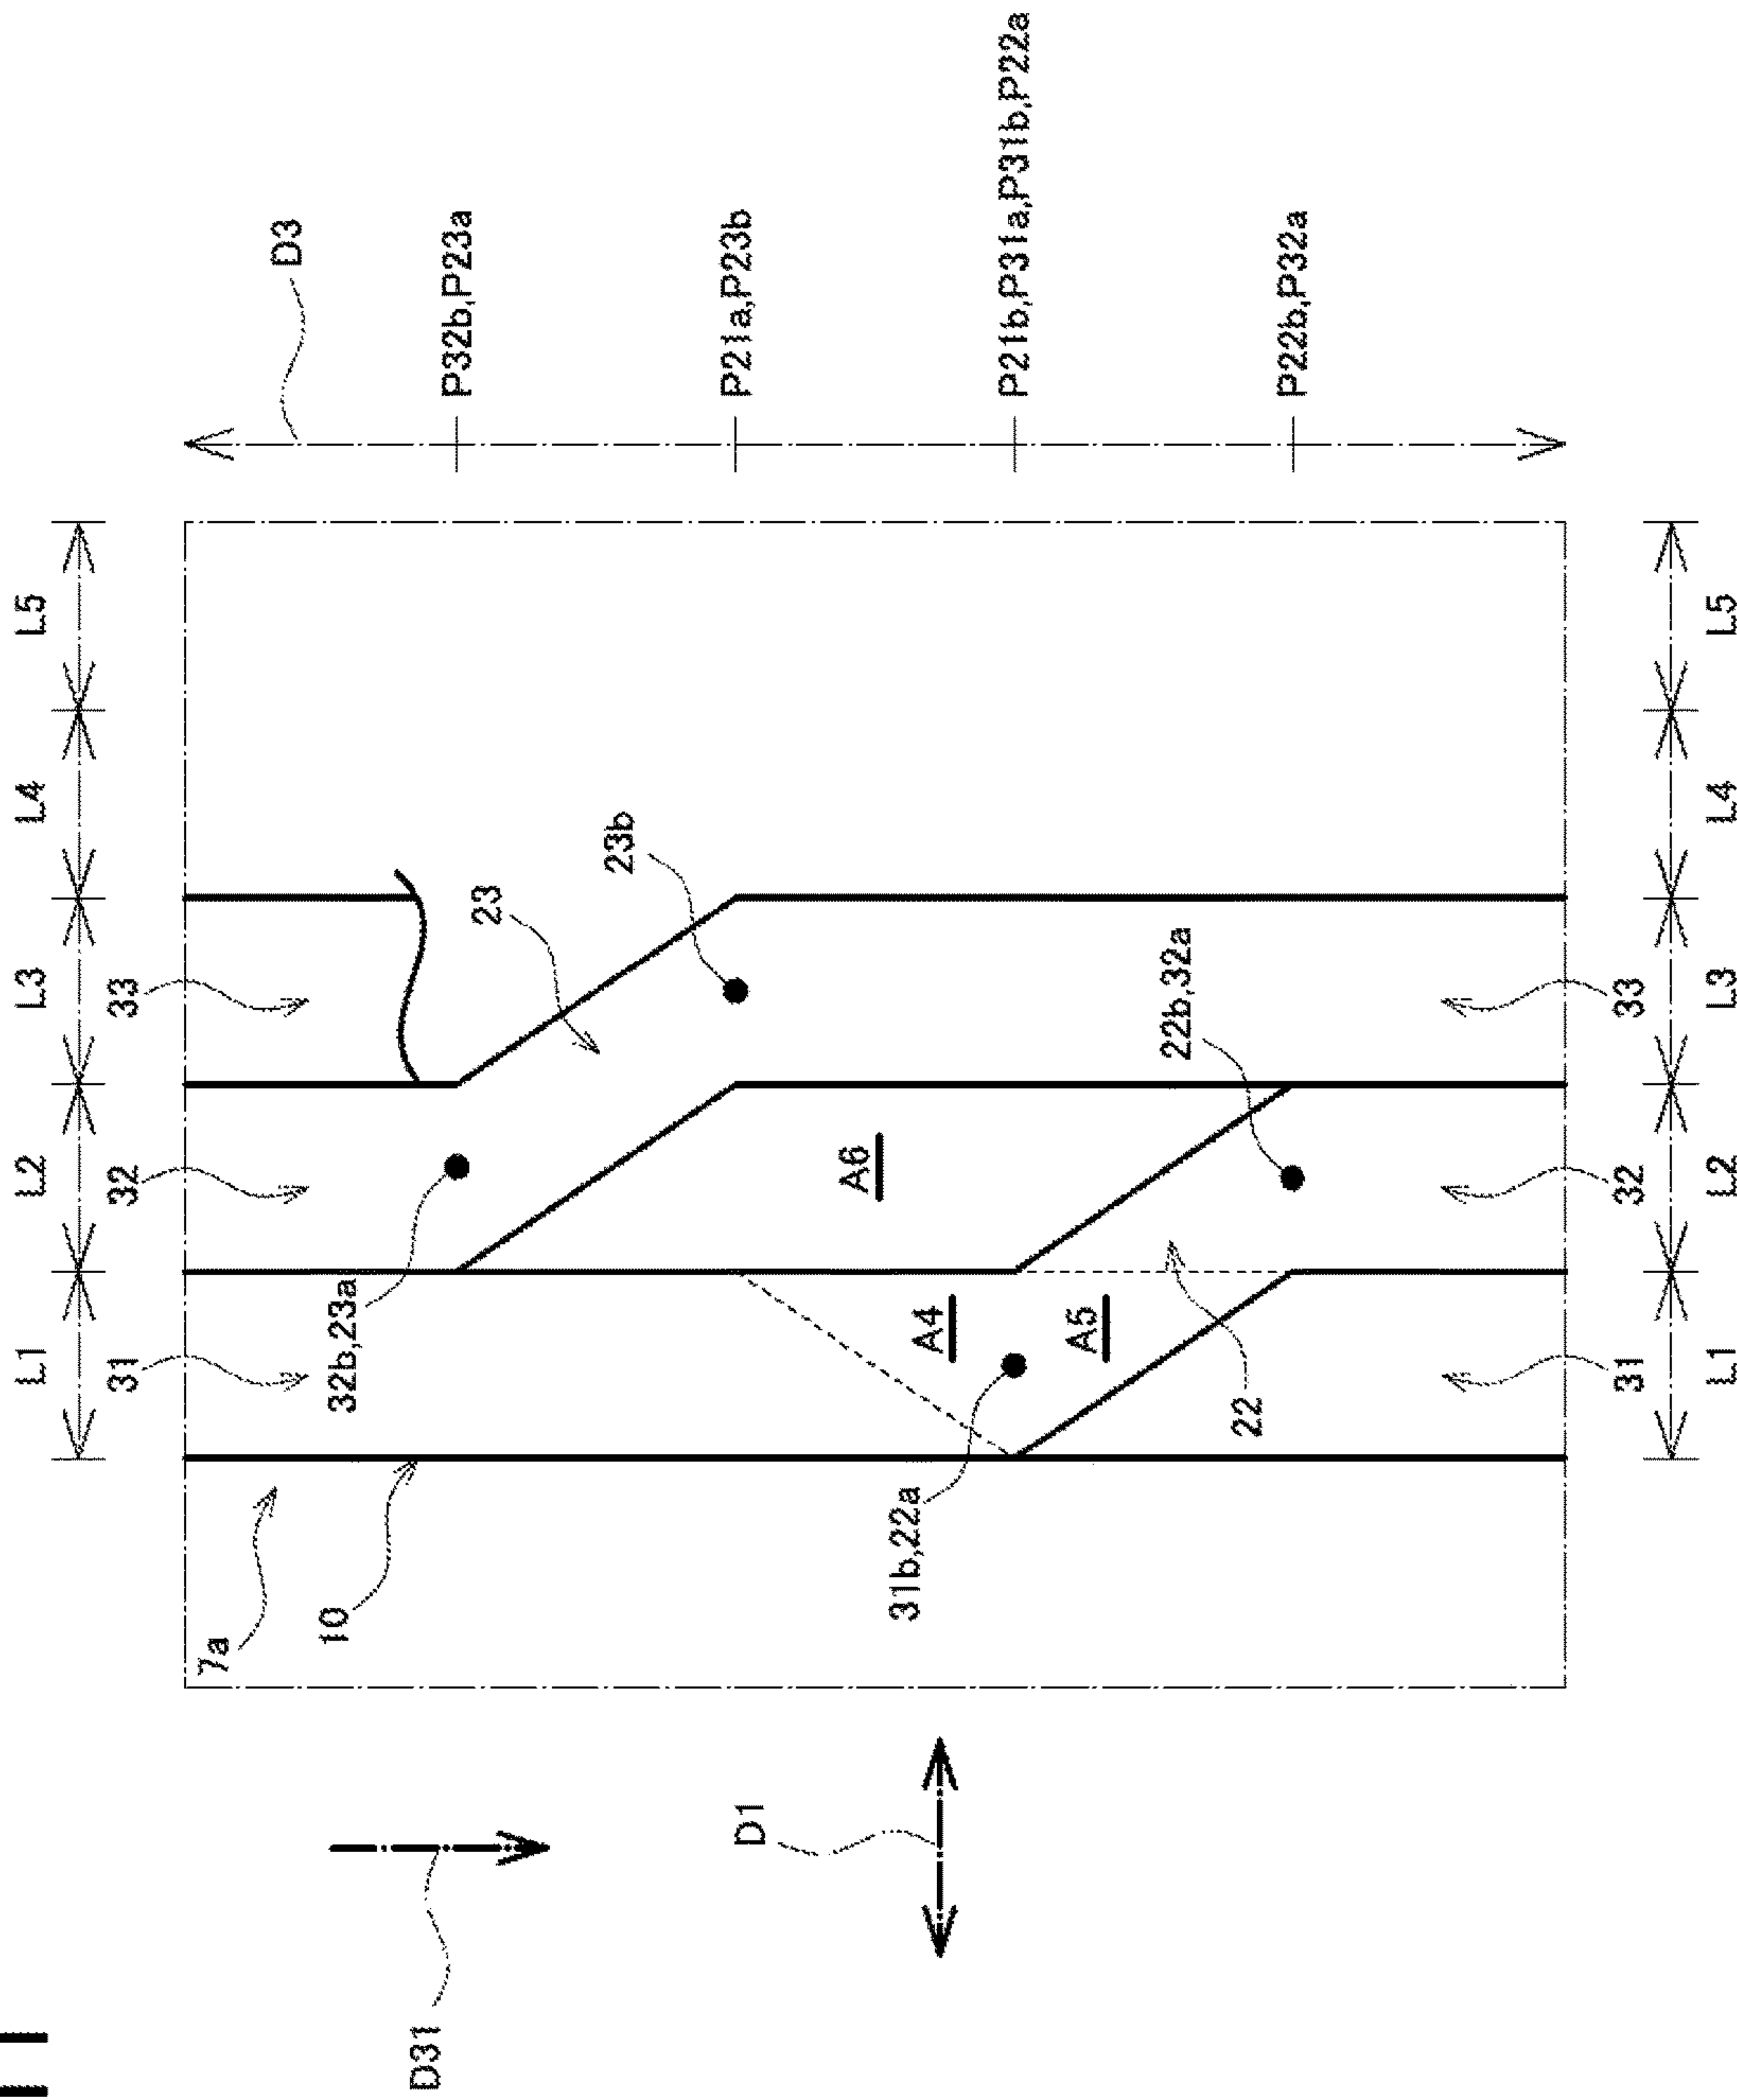 L1 L2 L3 L4 L5
31 32 33
7a
D3
10
32b,23a
D31
P32b,P23a
23
23b
D1
P21a,P23b
A6
31b,22a
A4
P21b,P31a,P31b,P22a
A5
22b,32a
22
P22b,P32a
31 32 33
L1 L2 L3 L4 L5